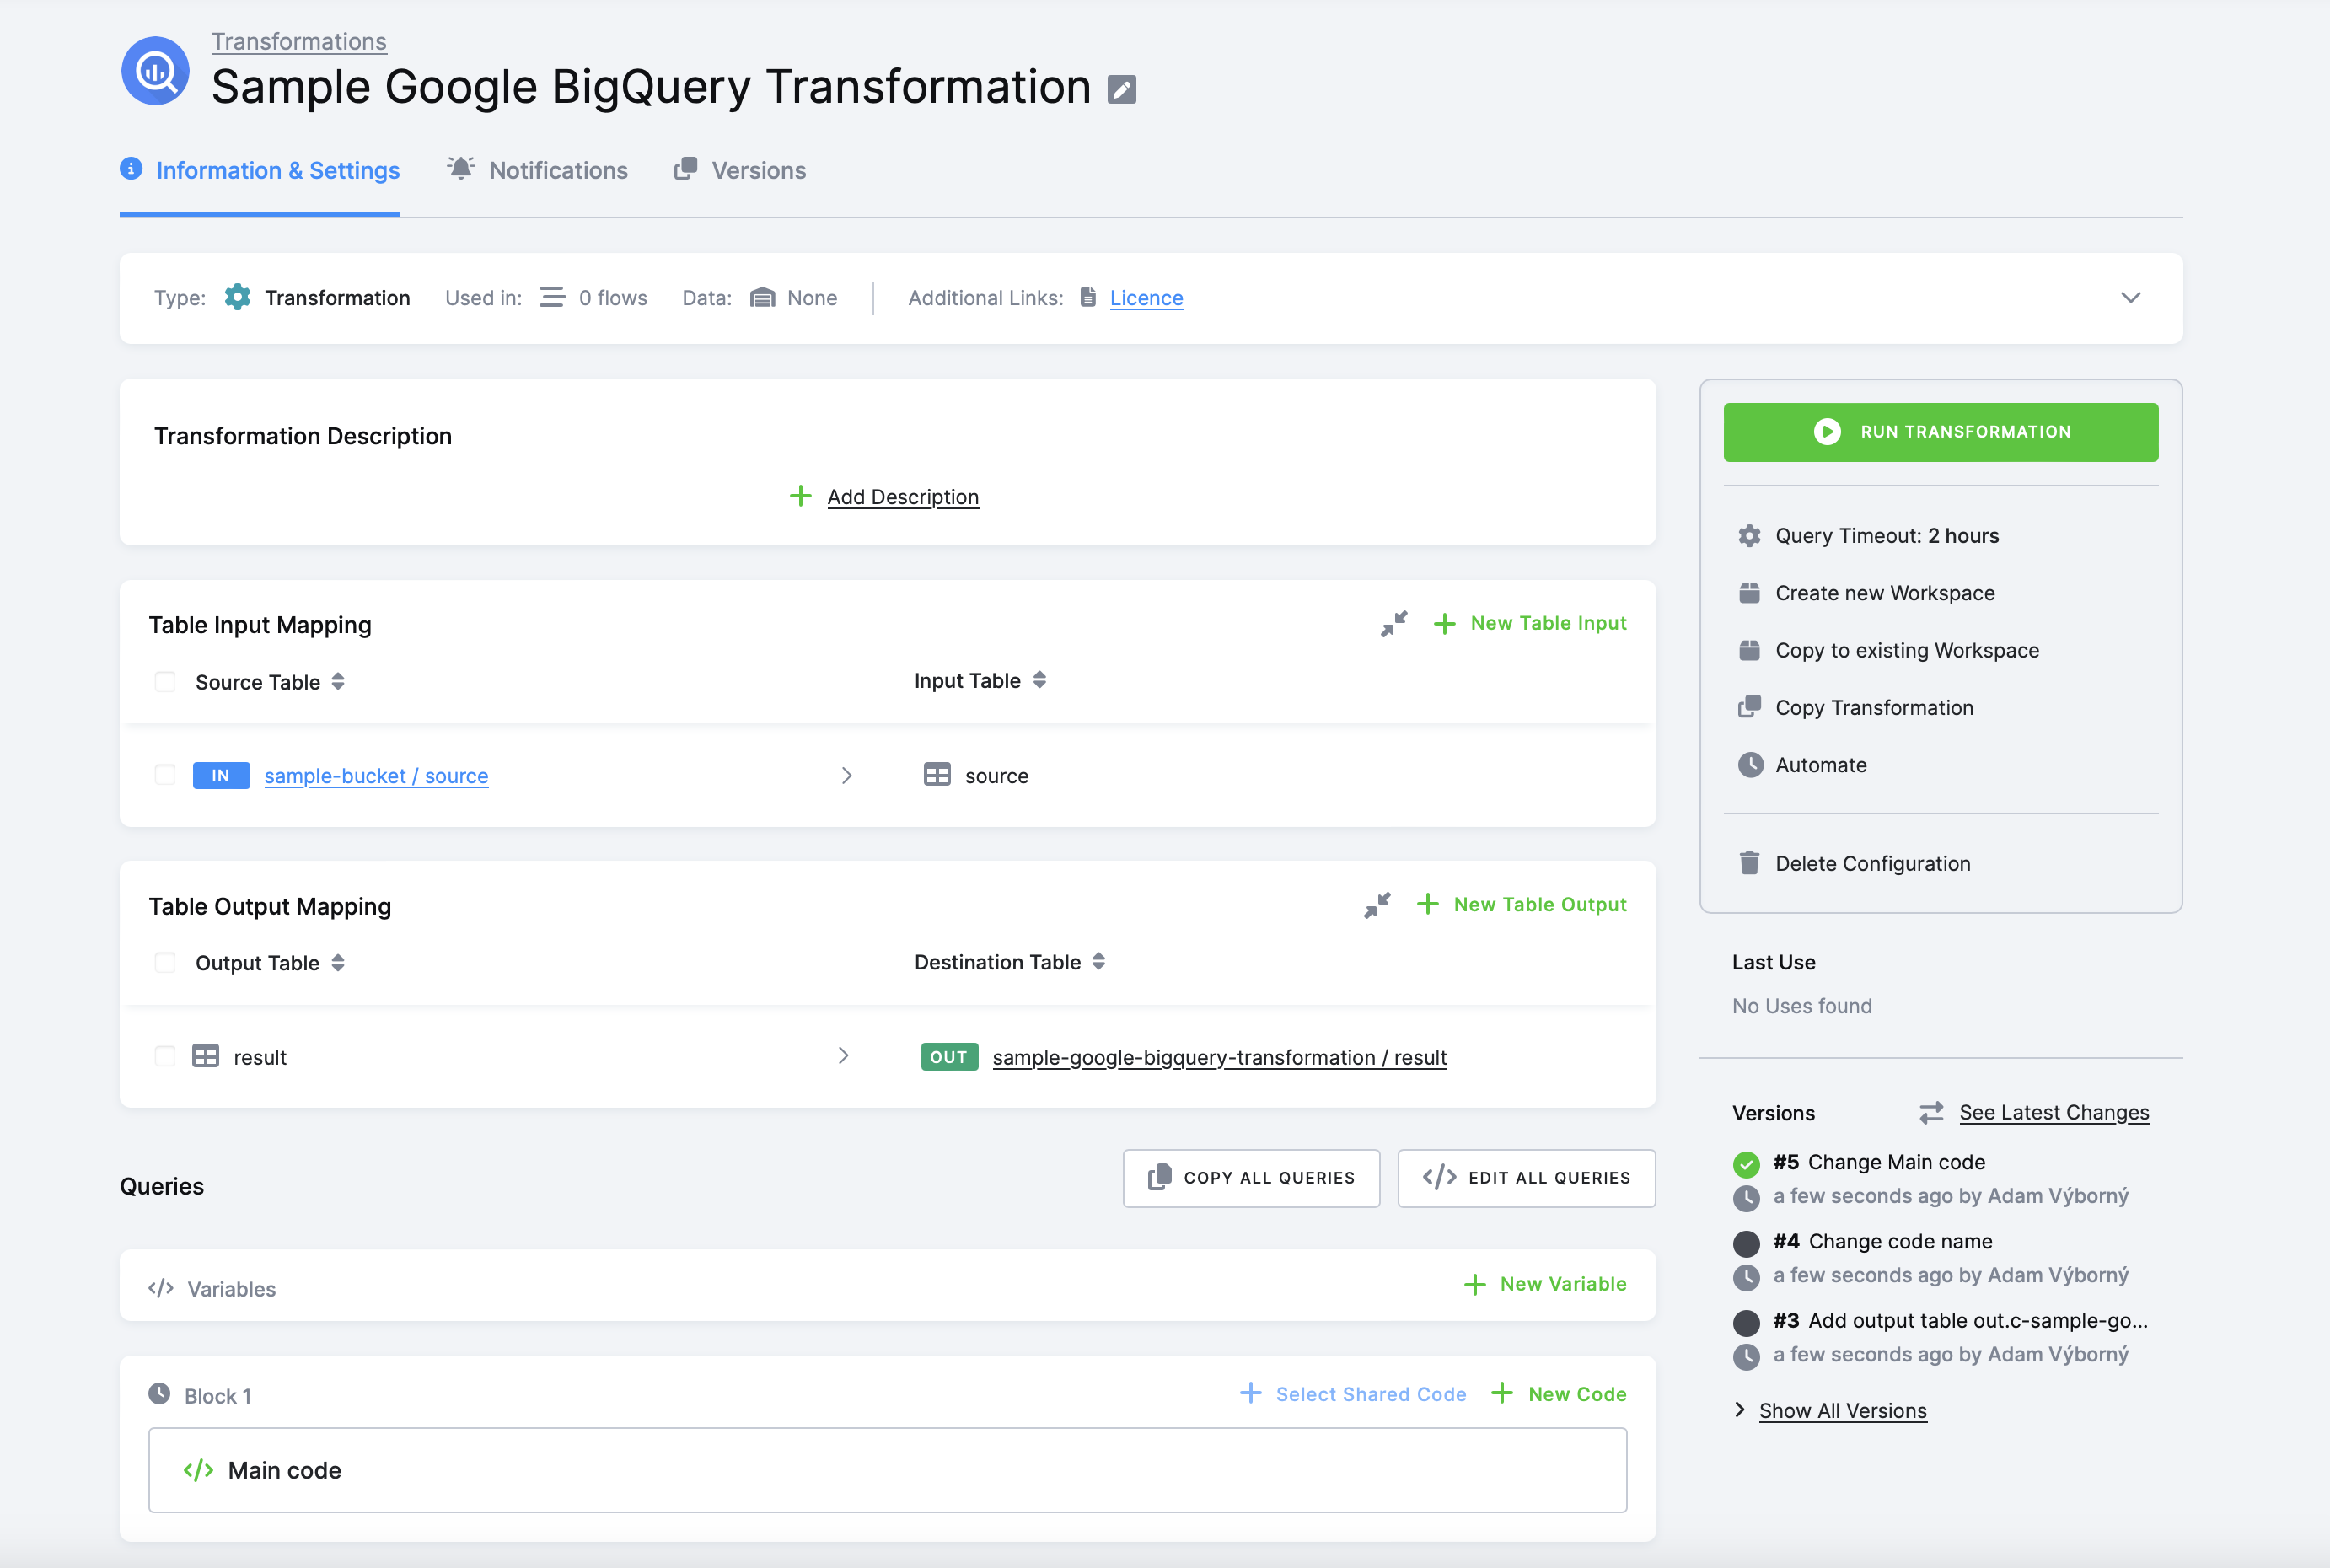 Transformations
Sample Google BigQuery Transformation
Information & Settings
Notifications
Versions
Type: Transformation Used in: 0 flows Data: None Additional Links: Licence
Transformation Description
Add Description
Table Input Mapping
New Table Input
Source Table
Input Table
IN sample-bucket / source
source
Table Output Mapping
New Table Output
Output Table
Destination Table
result
OUT sample-google-bigquery-transformation / result
Queries
COPY ALL QUERIES
EDIT ALL QUERIES
Variables
New Variable
Block 1
Select Shared Code
New Code
Main code
RUN TRANSFORMATION
Query Timeout: 2 hours
Create new Workspace
Copy to existing Workspace
Copy Transformation
Automate
Delete Configuration
Last Use
No Uses found
Versions
See Latest Changes
#5 Change Main code
a few seconds ago by Adam Výborný
#4 Change code name
a few seconds ago by Adam Výborný
#3 Add output table out.c-sample-go...
a few seconds ago by Adam Výborný
Show All Versions